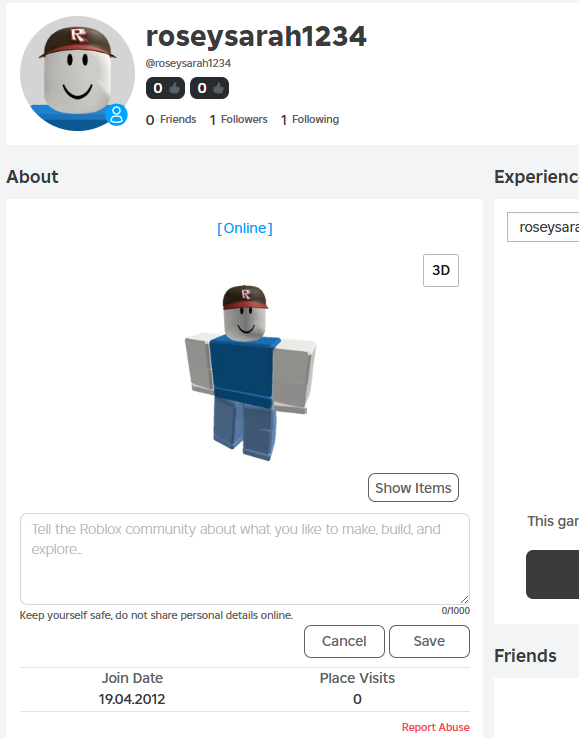 roseysarah1234
@roseysarah1234
0 0
0 Friends 1 Followers 1 Following
About
[Online]
3D
Show Items
Tell the Roblox community about what you like to make, build, and
explore...
0/1000
Keep yourself safe, do not share personal details online.
Cancel Save
Join Date Place Visits
19.04.2012 0
Report Abuse
Experienc
roseysara
This gar
Friends